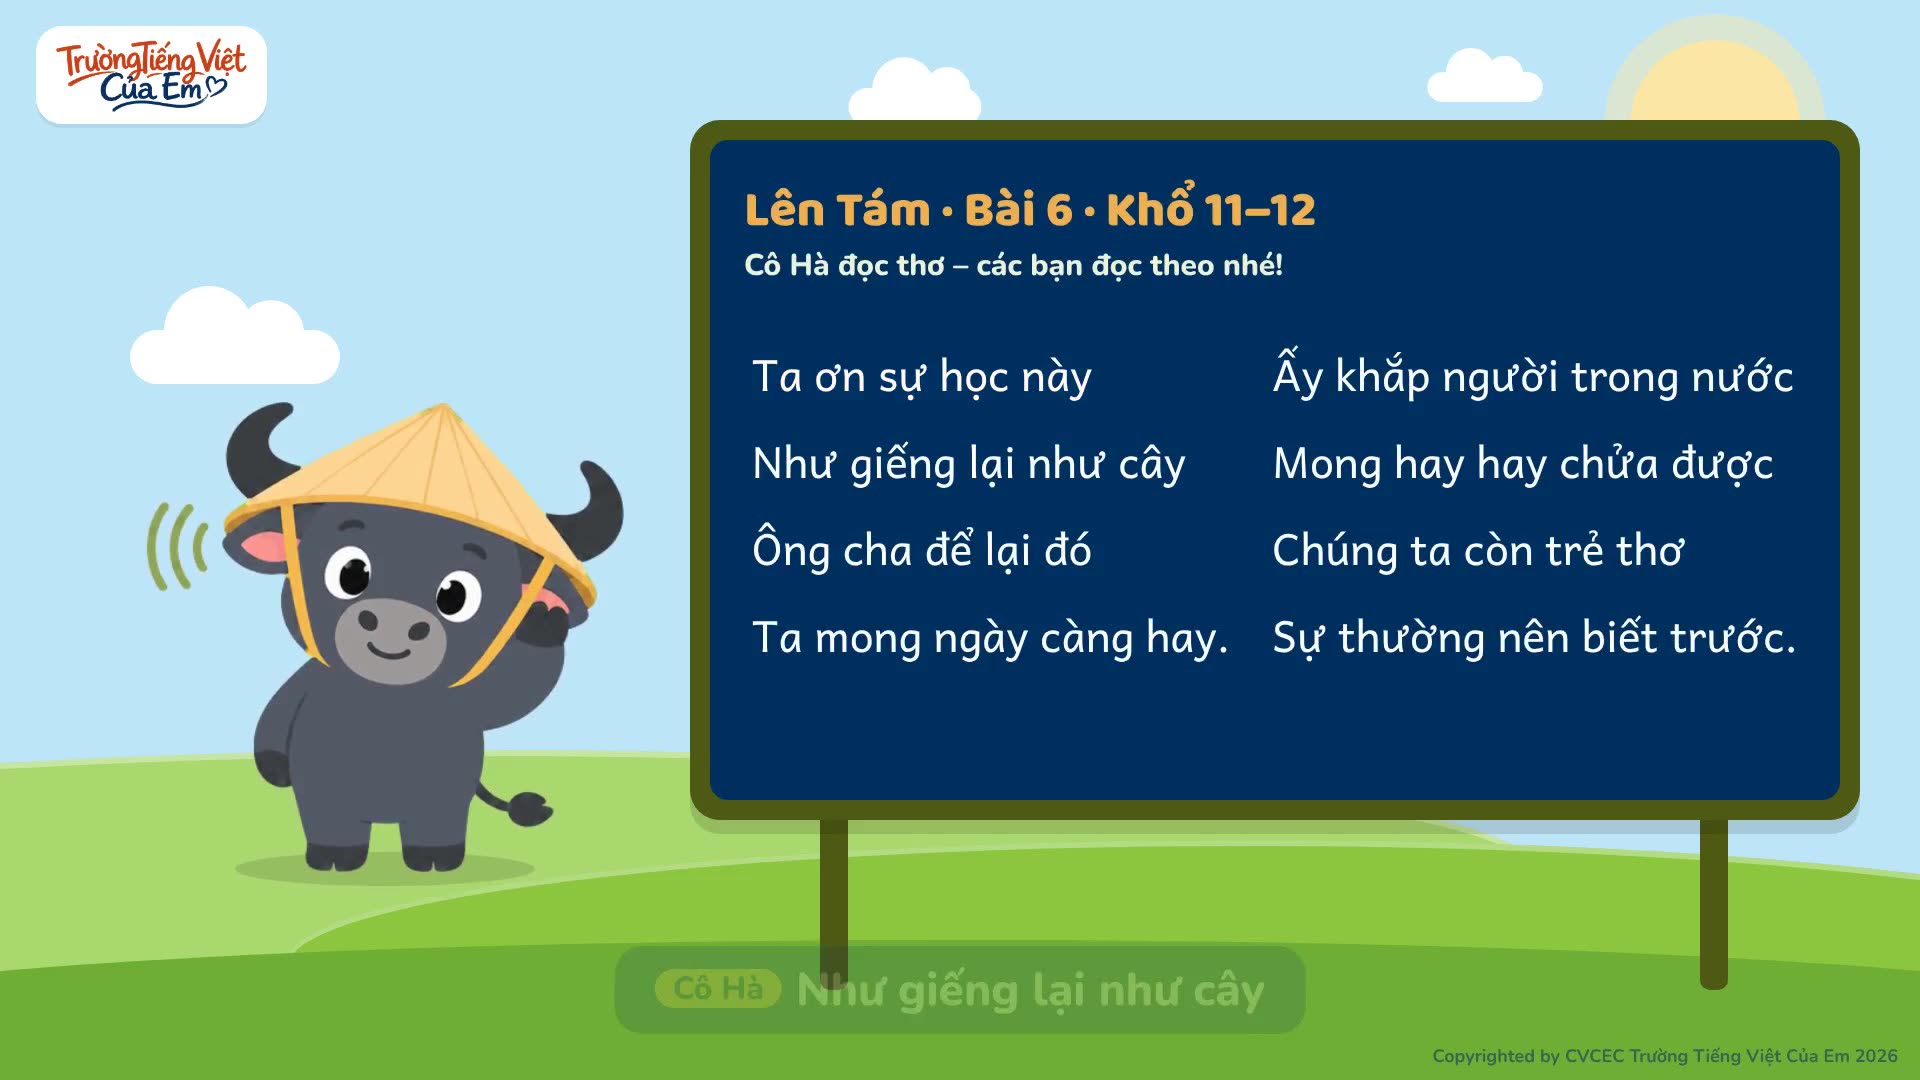 Trường Tiếng Việt
Của Em
Lên Tám · Bài 6 · Khổ 11–12
Cô Hà đọc thơ – các bạn đọc theo nhé!
Ta ơn sự học này
Như giếng lại như cây
Ông cha để lại đó
Ta mong ngày càng hay.
Ấy khắp người trong nước
Mong hay hay chửa được
Chúng ta còn trẻ thơ
Sự thường nên biết trước.
Cô Hà Như giếng lại như cây
Copyrighted by CVCEC Trường Tiếng Việt Của Em 2026